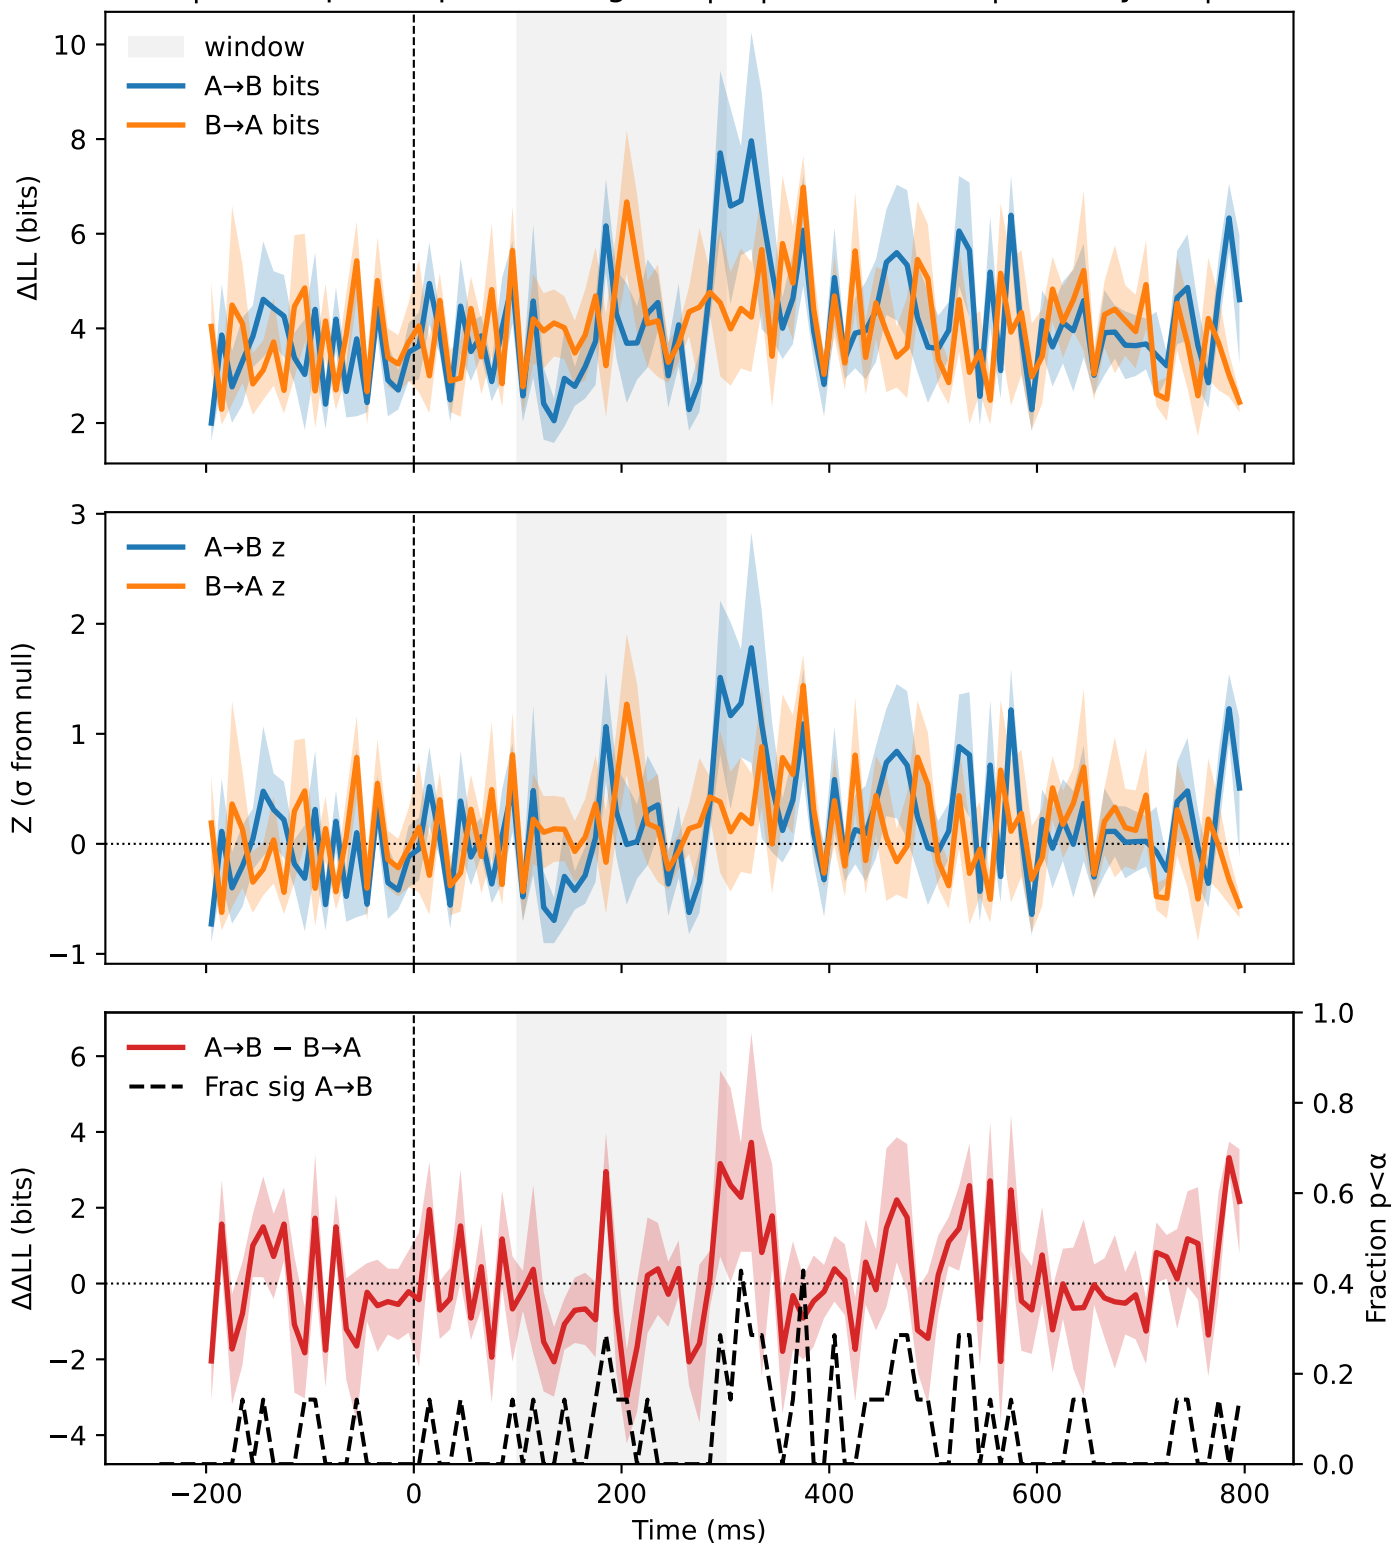 10
8
6
4
2
ΔLL (bits)
window
A→B bits
B→A bits
3
2
1
0
−1
Z (σ from null)
A→B z
B→A z
6
4
2
0
−2
−4
ΔΔLL (bits)
A→B − B→A
Frac sig A→B
1.0
0.8
0.6
0.4
0.2
0.0
Fraction p<α
−200
0
200
400
600
800
Time (ms)